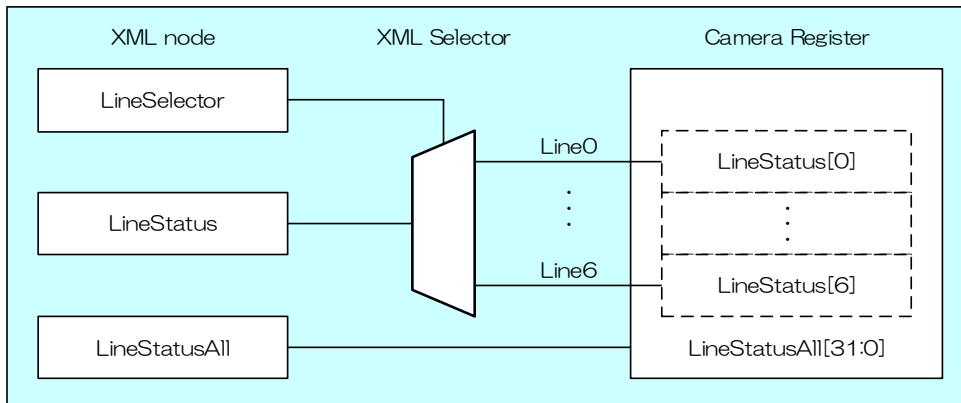 XML node
XML Selector
Camera Register
LineSelector
Line0
LineStatus[0]
LineStatus
Line6
LineStatus[6]
LineStatusAll
LineStatusAll[31:0]